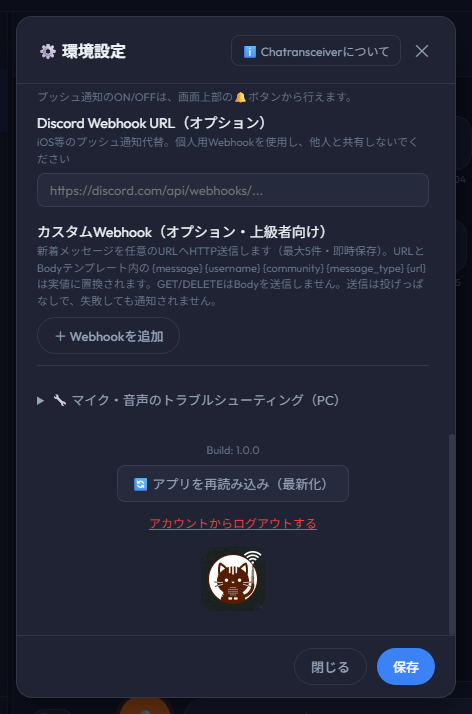 環境設定
Chatransceiverについて
プッシュ通知のON/OFFは、画面上部の🔔ボタンから行えます。
Discord Webhook URL（オプション）
iOS等のプッシュ通知代替。個人用Webhookを使用し、他人と共有しないでく
ださい
https://discord.com/api/webhooks/...
カスタムWebhook（オプション・上級者向け）
新着メッセージを任意のURLへHTTP送信します（最大5件・即時保存）。URLと
Bodyテンプレート内の {message} {username} {community} {message_type} {url}
は実値に置換されます。GET/DELETEはBodyを送信しません。送信は投げっぱ
なしで、失敗しても通知されません。
＋ Webhookを追加
▶ 🔧 マイク・音声のトラブルシューティング（PC）
Build: 1.0.0
アプリを再読み込み（最新化）
アカウントからログアウトする
閉じる
保存
04
5